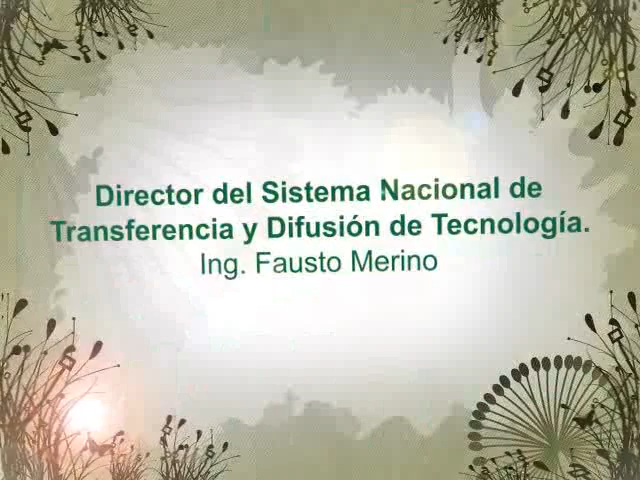 Director del Sistema Nacional de
Transferencia y Difusión de Tecnología.
Ing. Fausto Merino